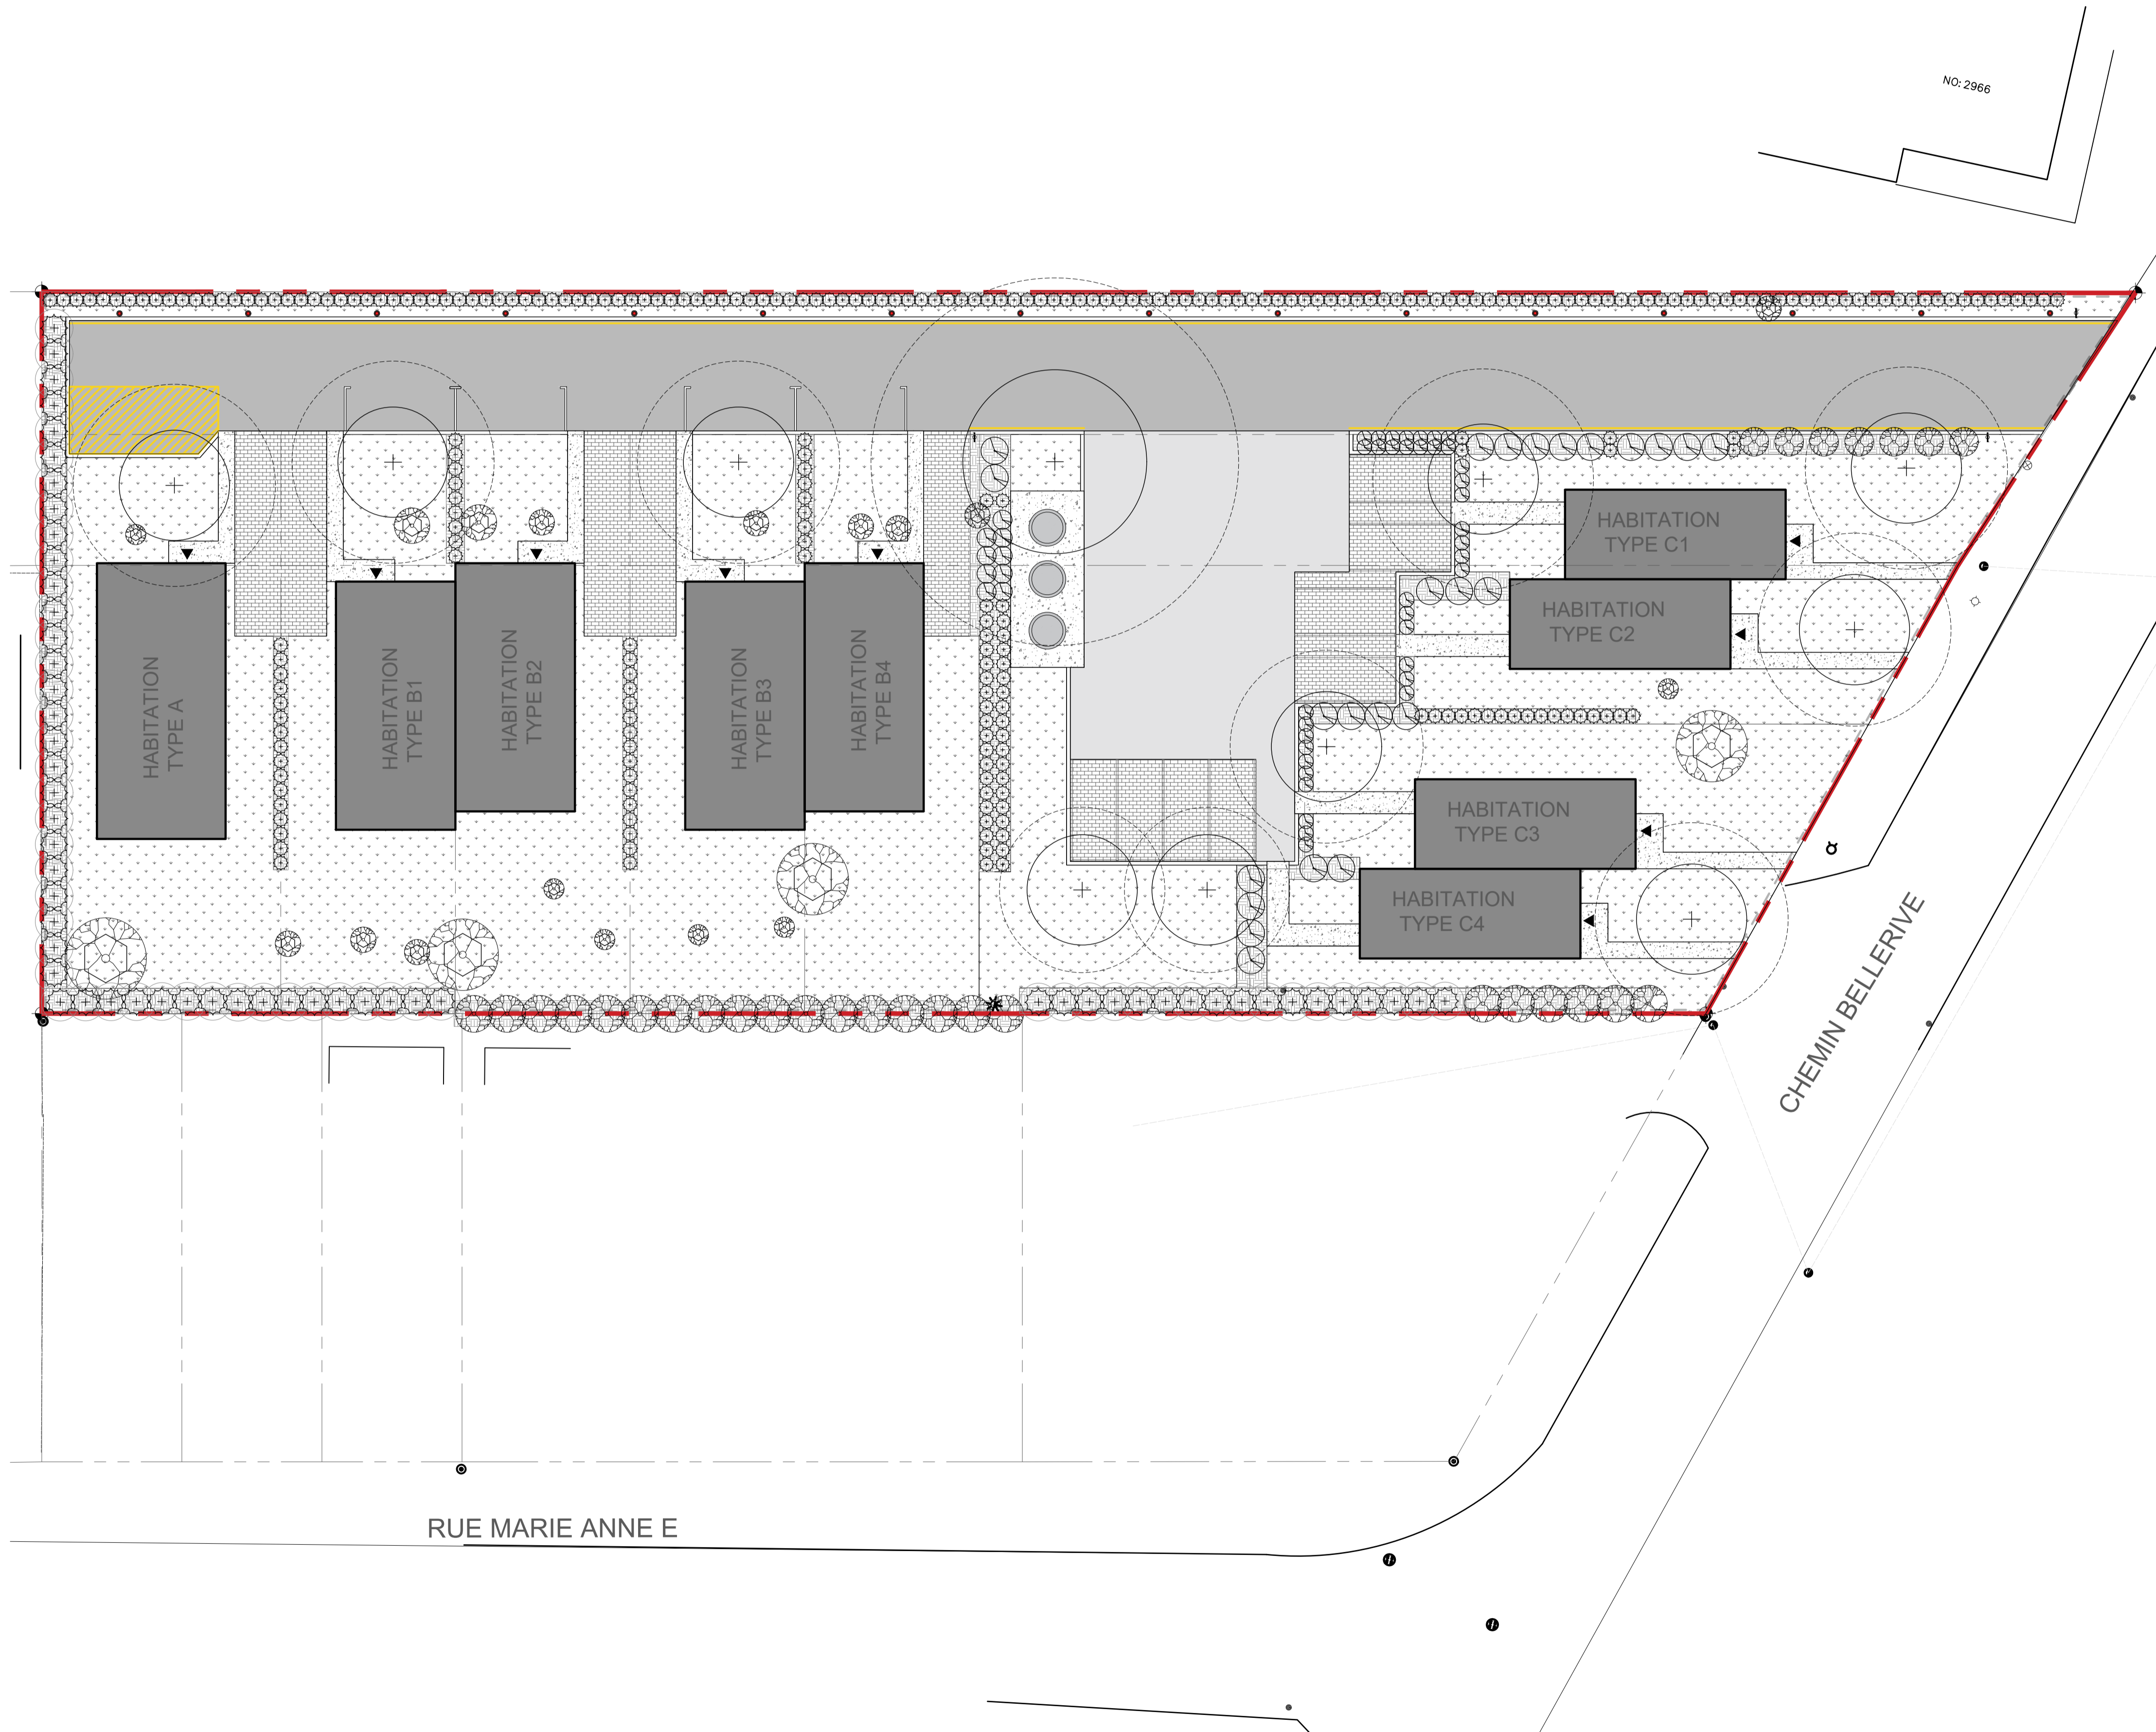 NO: 2966
HABITATION
TYPE A
HABITATION
TYPE B1
HABITATION
TYPE B2
HABITATION
TYPE B3
HABITATION
TYPE B4
HABITATION
TYPE C1
HABITATION
TYPE C2
HABITATION
TYPE C3
HABITATION
TYPE C4
CHEMIN BELLERIVE
RUE MARIE ANNE E